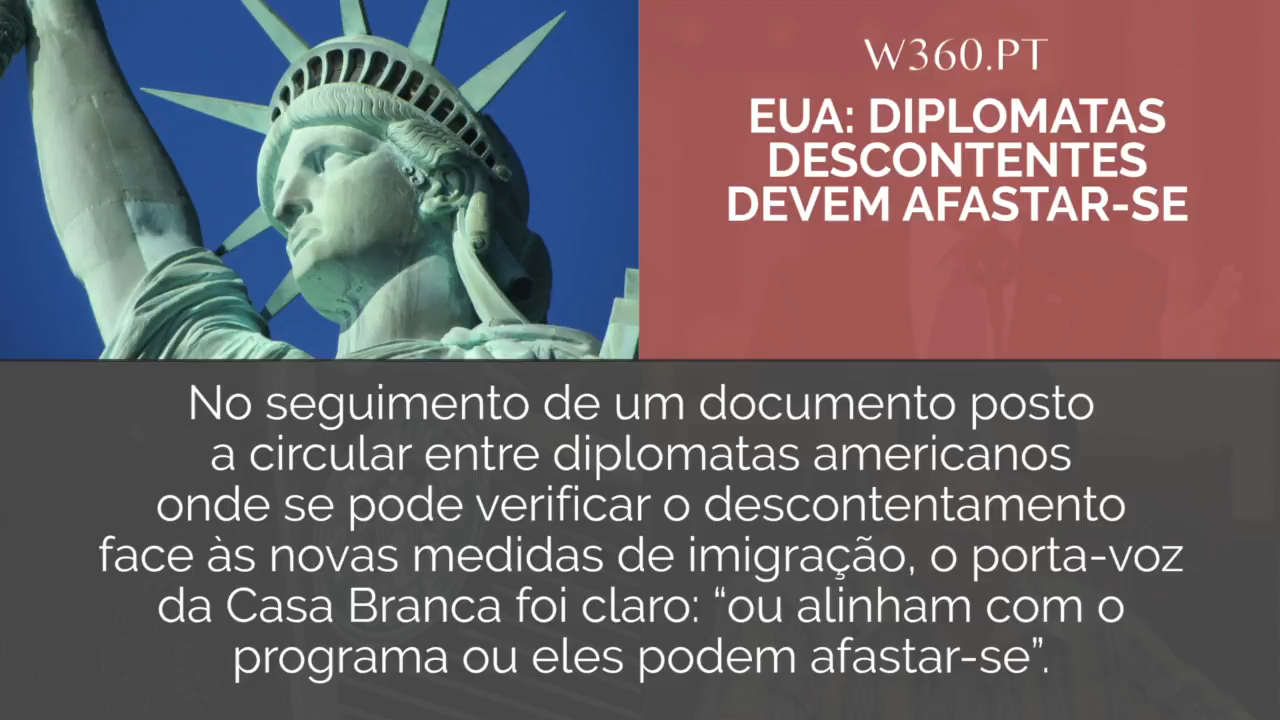 W360.PT
EUA: DIPLOMATAS
DESCONTENTES
DEVEM AFASTAR-SE
No seguimento de um documento posto
a circular entre diplomatas americanos
onde se pode verificar o descontentamento
face às novas medidas de imigração, o porta-voz
da Casa Branca foi claro: “ou alinham com o
programa ou eles podem afastar-se”.